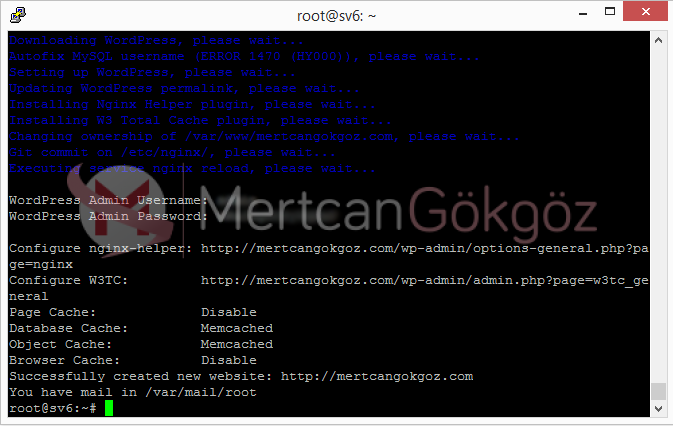 root@sv6: ~
Downloading WordPress, please wait...
Autofix MySQL username (ERROR 1470 (HY000)), please wait...
Setting up WordPress, please wait...
Updating WordPress permalink, please wait...
Installing Nginx Helper plugin, please wait...
Installing W3 Total Cache plugin, please wait...
Changing ownership of /var/www/mertcangokgoz.com, please wait...
Git commit on /etc/nginx/, please wait...
Executing service nginx reload, please wait...
WordPress Admin Username:
WordPress Admin Password:
MertcanGökgöz
Configure nginx-helper: http://mertcangokgoz.com/wp-admin/options-general.php?pa
ge=nginx
Configure W3TC: http://mertcangokgoz.com/wp-admin/admin.php?page=w3tc_ge
neral
Page Cache: Disable
Database Cache: Memcached
Object Cache: Memcached
Browser Cache: Disable
Successfully created new website: http://mertcangokgoz.com
You have mail in /var/mail/root
root@sv6:~#